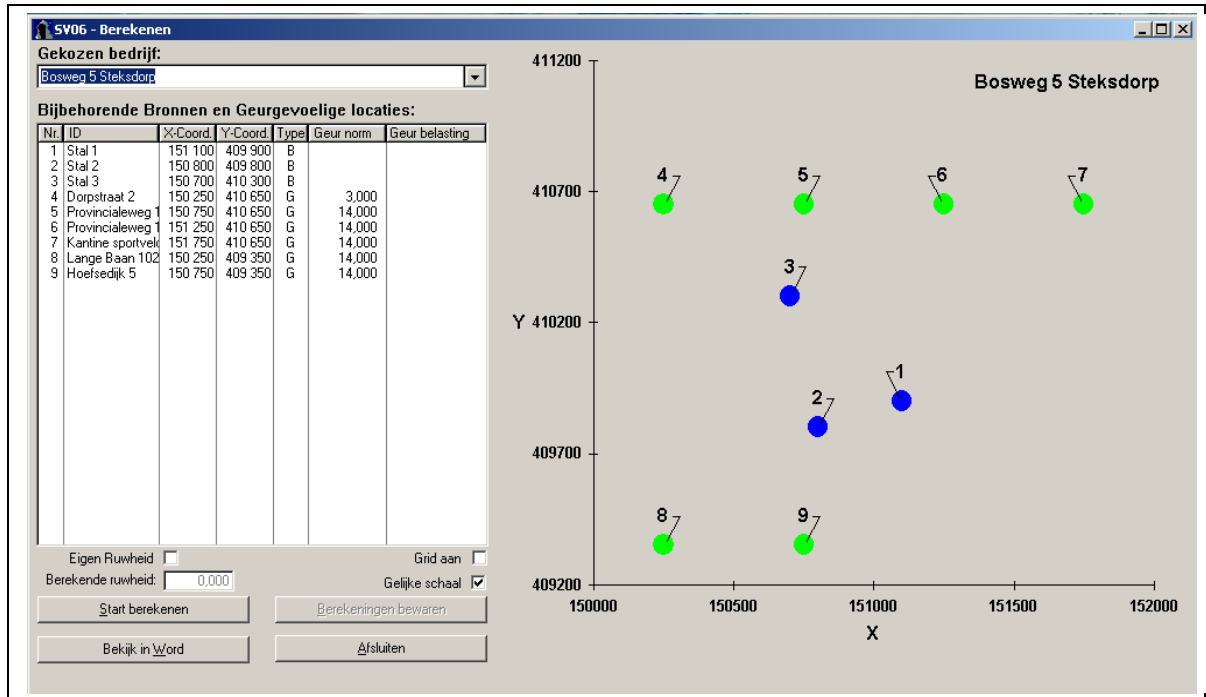 SV06 - Berekenen
Gekozen bedrijf:
Bosweg 5 Steksdorp
Bijbehorende Bronnen en Geurgevoelige locaties:
Nr. ID X-Coord. Y-Coord. Type Geur norm Geur belasting
1 Stal 1 151 100 409 900 B
2 Stal 2 150 800 409 800 B
3 Stal 3 150 700 410 300 B
4 Dorpstraat 2 150 250 410 650 G 3,000
5 Provincialeweg 1 150 750 410 650 G 14,000
6 Provincialeweg 1 151 250 410 650 G 14,000
7 Kantine sportveld 151 750 410 650 G 14,000
8 Lange Baan 102 150 250 409 350 G 14,000
9 Hoefsedijk 5 150 750 409 350 G 14,000
Eigen Ruwheid
Grid aan
Berekende ruwheid: 0,000
Gelijke schaal
Start berekenen
Berekeningen bewaren
Bekijk in Word
Afsluiten
Bosweg 5 Steksdorp
411200
410700
Y 410200
409700
409200
4 5 6 7
3
1
2
8 9
150000 150500 151000 151500 152000
X